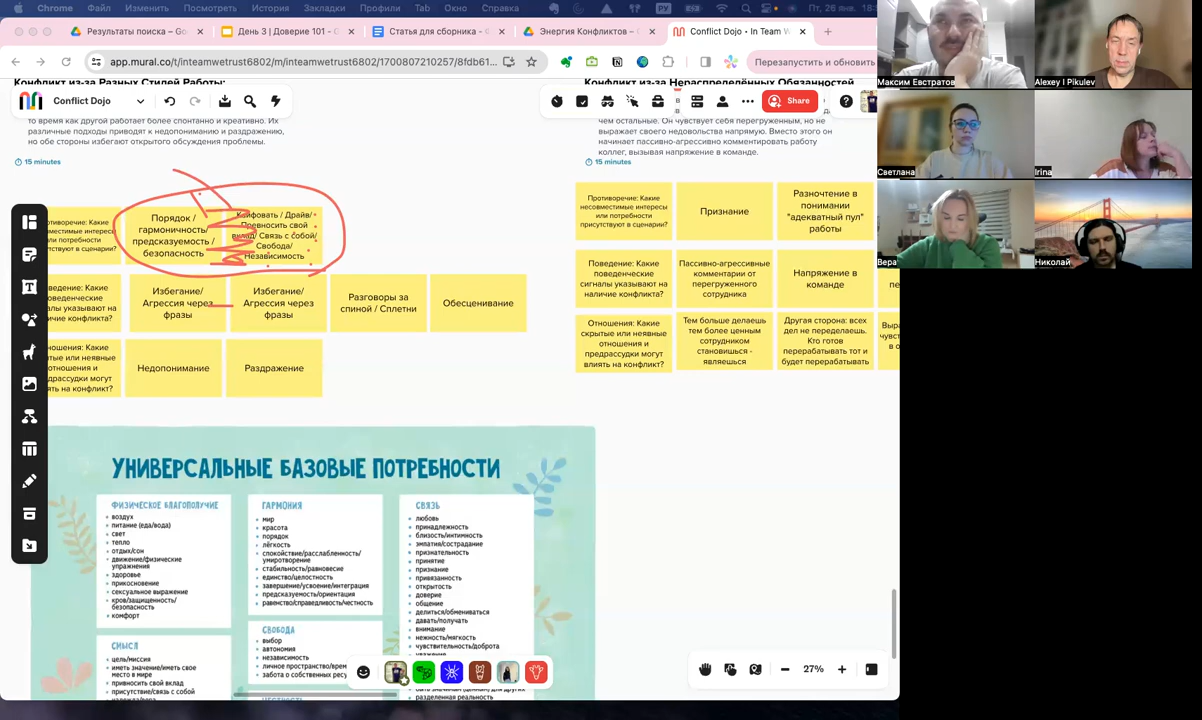 Chrome Файл Изменить Посмотреть История Закладки Профили Tab Окно Справка РУ Пт, 26 янв.
Результаты поиска – Go
День 3 | Доверие 101 - G
Статья для сборника - G
Энергия Конфликтов – G
Conflict Dojo • In Team W
app.mural.co/t/inteamwetrust6802/m/inteamwetrust6802/1700807210257/8fdb61...
Перезапустить и обновить
Конфликт из-за Разных Стилей Работы:
Conflict Dojo
Share
то время как другой работает более спонтанно и креативно. Их
различные подходы приводят к недопониманию и раздражению,
но обе стороны избегают открытого обсуждения проблемы.
15 minutes
Порядок /
гармоничность/
предсказуемость /
безопасность
Кайфовать / Драйв/
Превносить свой
вклад/ Связь с собой/
Свобода/
Независимость
Избегание/
Агрессия через
фразы
Избегание/
Агрессия через
фразы
Разговоры за
спиной / Сплетни
Обесценивание
Недопонимание
Раздражение
Конфликт из-за Нераспределённых Обязанностей
чем остальные. Он чувствует себя перегруженным, но не
выражает своего недовольства напрямую. Вместо этого он
начинает пассивно-агрессивно комментировать работу
коллег, вызывая напряжение в команде.
15 minutes
Противоречие: Какие
несовместимые интересы
или потребности
присутствуют в сценарии?
Признание
Разночтение в
понимании
"адекватный пул"
работы
Поведение: Какие
поведенческие
сигналы указывают на
наличие конфликта?
Пассивно-агрессивные
комментарии от
перегруженного
сотрудника
Напряжение в
команде
Отношения: Какие
скрытые или неявные
отношения и
предрассудки могут
влиять на конфликт?
Тем больше делаешь
тем более ценным
сотрудником
становишься -
являешься
Другая сторона: всех
дел не переделаешь.
Кто готов
перерабатывать тот и
будет перерабатывать
УНИВЕРСАЛЬНЫЕ БАЗОВЫЕ ПОТРЕБНОСТИ
ФИЗИЧЕСКОЕ БЛАГОПОЛУЧИЕ
воздух
питание (еда/вода)
свет
тепло
отдых/сон
движение/физические
упражнения
здоровье
прикосновение
сексуальное выражение
кров/защищенность/
безопасность
комфорт
СМЫСЛ
цель/миссия
иметь значение/иметь свое
место в мире
привносить свой вклад
присутствие/связь с собой
ГАРМОНИЯ
мир
красота
порядок
лёгкость
спокойствие/расслабленность/
умиротворение
стабильность/равновесие
единство/целостность
завершение/усвоение/интеграция
предсказуемость/ориентация
равенство/справедливость/честность
СВОБОДА
выбор
автономия
независимость
личное пространство/врем
забота о собственных ресу
СВЯЗЬ
любовь
принадлежность
близость/интимность
эмпатия/сострадание
признательность
принятие
признание
привязанность
открытость
доверие
общение
делиться/обмениваться
давать/получать
внимание
нежность/мягкость
чувствительность/доброта
разделенная реальность
27%
Максим Евстратов
Alexey I Pikulev
Светлана
Irina
Вера
Николай